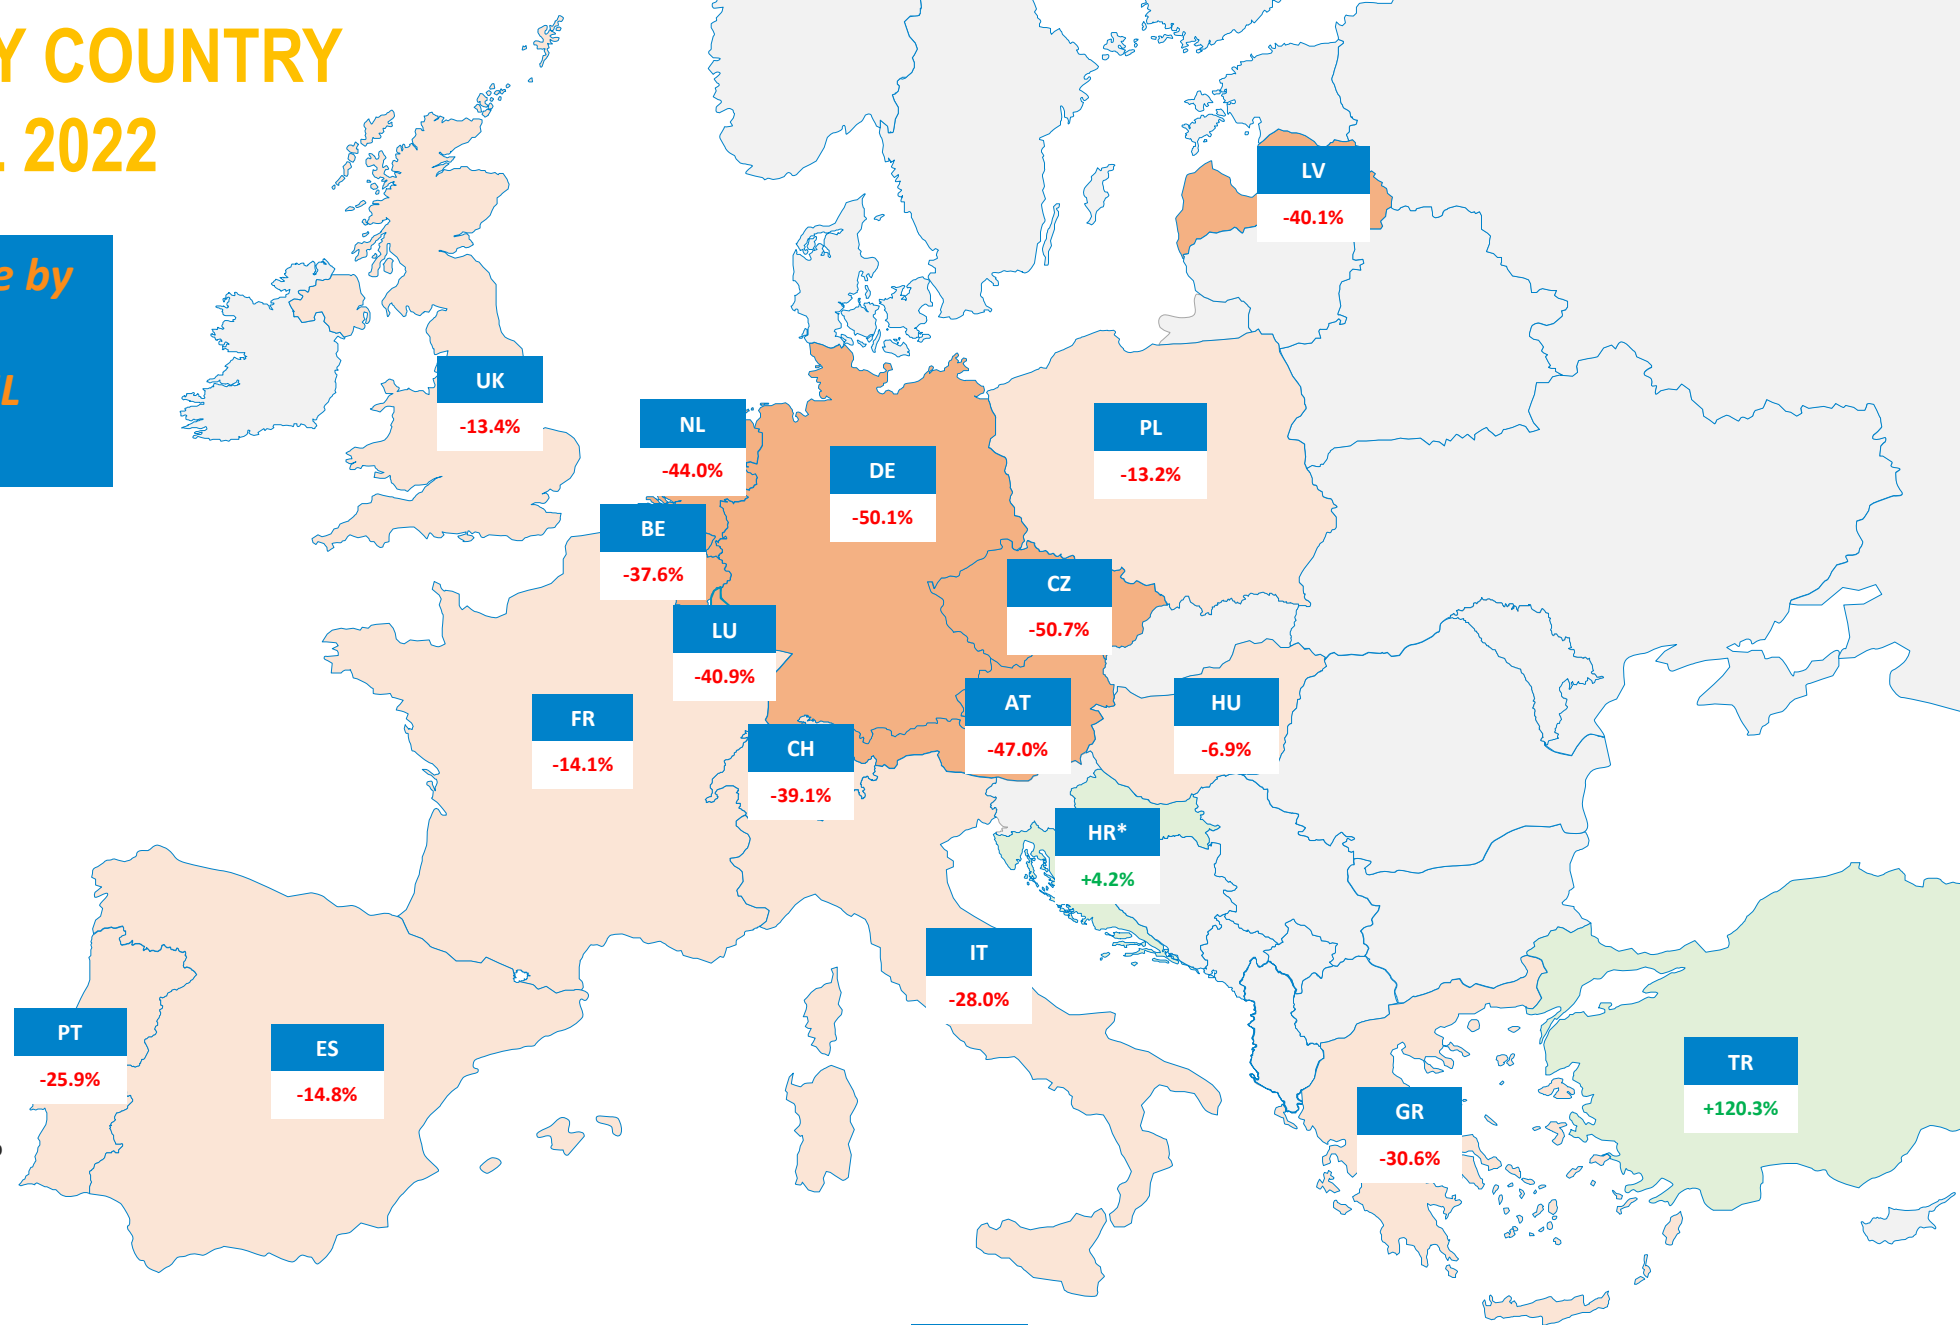 Y COUNTRY
L 2022
e by
L
LV
-40.1%
UK
-13.4%
NL
-44.0%
DE
-50.1%
PL
-13.2%
BE
-37.6%
CZ
-50.7%
LU
-40.9%
FR
-14.1%
CH
-39.1%
AT
-47.0%
HU
-6.9%
HR*
+4.2%
IT
-28.0%
PT
-25.9%
ES
-14.8%
GR
-30.6%
TR
+120.3%